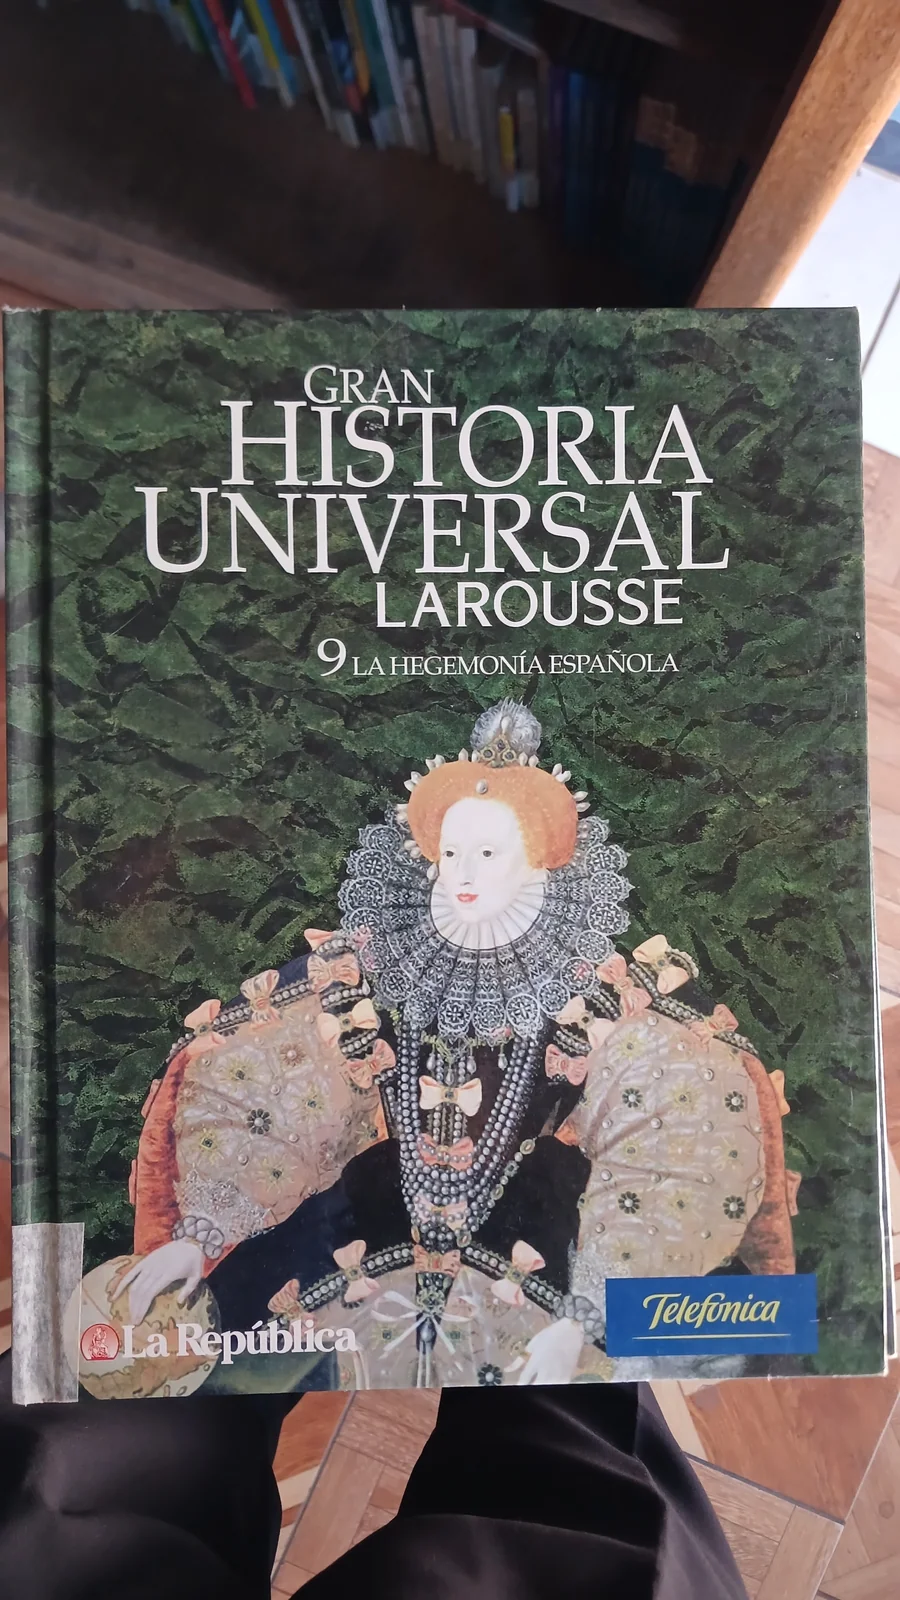 GRAN
HISTORIA
UNIVERSAL
LAROUSSE
9 LA HEGEMONÍA ESPAÑOLA
La República
Telefónica